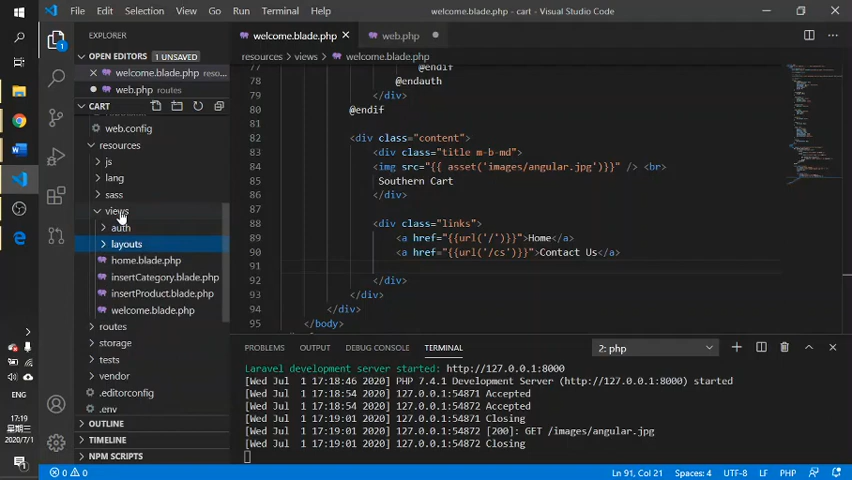 File Edit Selection View Go Run Terminal Help welcome.blade.php - cart - Visual Studio Code
EXPLORER
OPEN EDITORS 1 UNSAVED
welcome.blade.php reso...
web.php routes
CART
web.config
resources
js
lang
sass
views
auth
layouts
home.blade.php
insertCategory.blade.php
insertProduct.blade.php
welcome.blade.php
routes
storage
tests
vendor
.editorconfig
.env
OUTLINE
TIMELINE
NPM SCRIPTS
welcome.blade.php web.php
resources > views > welcome.blade.php
77 @endif
78 @endauth
79 </div>
80 @endif
81
82 <div class="content">
83 <div class="title m-b-md">
84 <img src="{{ asset('images/angular.jpg')}}" /> <br>
85 Southern Cart
86 </div>
87
88 <div class="links">
89 <a href="{{url('/')}}">Home</a>
90 <a href="{{url('/cs')}}">Contact Us</a>
91
92 </div>
93 </div>
94 </div>
95 </body>
PROBLEMS OUTPUT DEBUG CONSOLE TERMINAL 2: php
Laravel development server started: http://127.0.0.1:8000
[Wed Jul 1 17:18:46 2020] PHP 7.4.1 Development Server (http://127.0.0.1:8000) started
[Wed Jul 1 17:18:54 2020] 127.0.0.1:54871 Accepted
[Wed Jul 1 17:18:54 2020] 127.0.0.1:54872 Accepted
[Wed Jul 1 17:19:01 2020] 127.0.0.1:54871 Closing
[Wed Jul 1 17:19:01 2020] 127.0.0.1:54872 [200]: GET /images/angular.jpg
[Wed Jul 1 17:19:01 2020] 127.0.0.1:54872 Closing
ENG
17:19
星期三
2020/7/1
1
0 0 Ln 91, Col 21 Spaces: 4 UTF-8 LF PHP